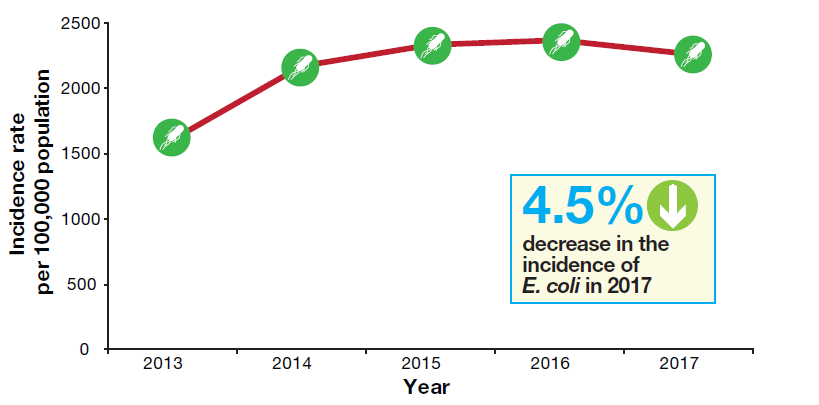 2500
2000
1500
1000
500
0
Incidence rate
per 100,000 population
2013 2014 2015 2016 2017
Year
4.5%
decrease in the
incidence of
E. coli in 2017